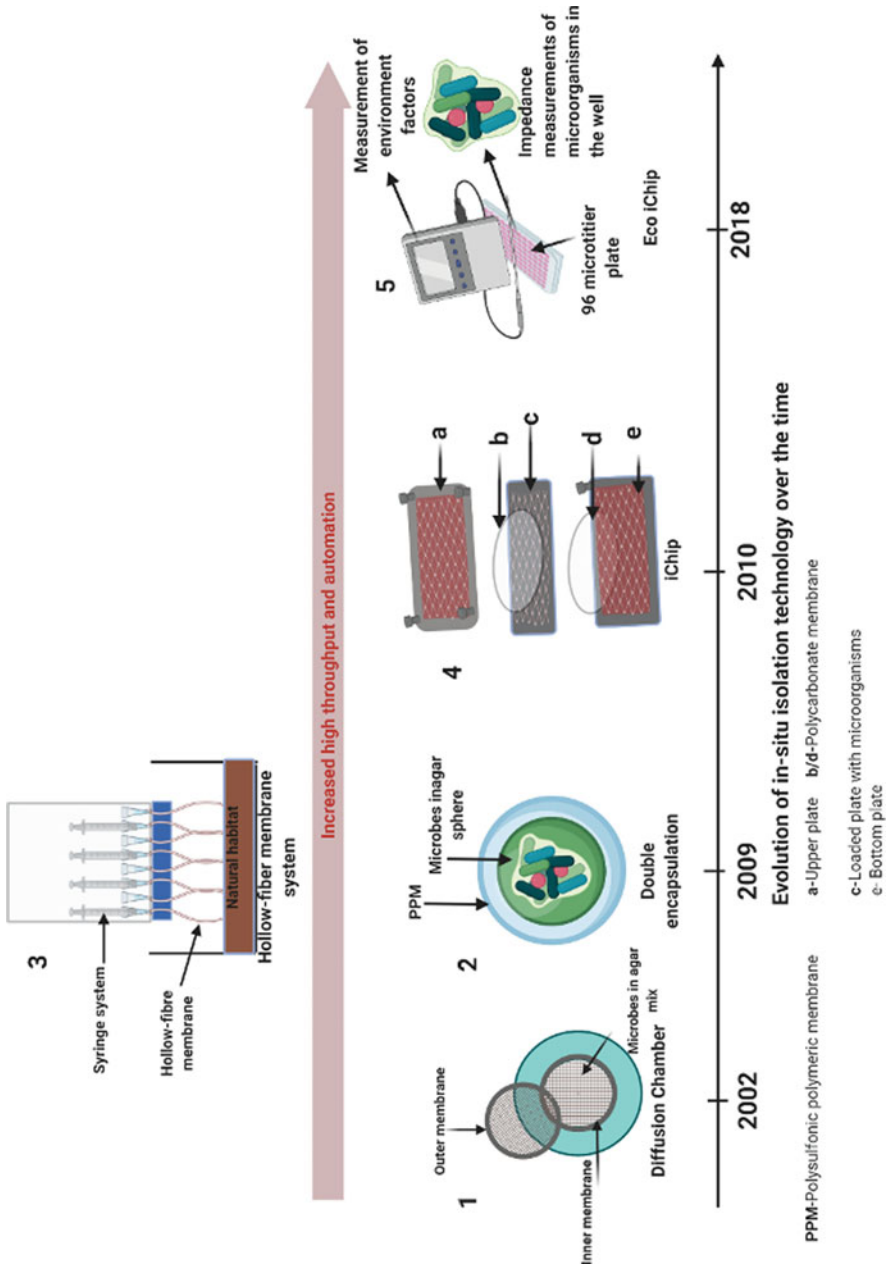 3
Syringe system
Hollow-fibre
membrane
Natural habitat
Hollow-fiber membrane
system
Increased high throughput and automation
1
Outer membrane
Inner membrane
Microbes in agar
mix
Diffusion Chamber
2
PPM
Microbes inagar
sphere
Double
encapsulation
4
a
b
c
d
e
iChip
5
Measurement of
environment
factors
Impedance
measurements of
microorganisms in
the well
96 microtitier
plate
Eco iChip
2002
2009
2010
2018
Evolution of in-situ isolation technology over the time
PPM-Polysulfonic polymeric membrane
a-Upper plate b/d-Polycarbonate membrane
c-Loaded plate with microorganisms
e- Bottom plate